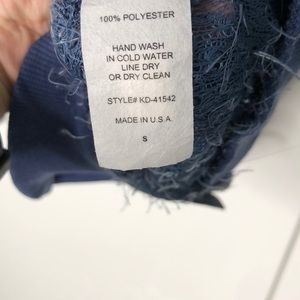 100% POLYESTER
HAND WASH
IN COLD WATER
LINE DRY
OR DRY CLEAN
STYLE# KD-41542
MADE IN U.S.A.
S